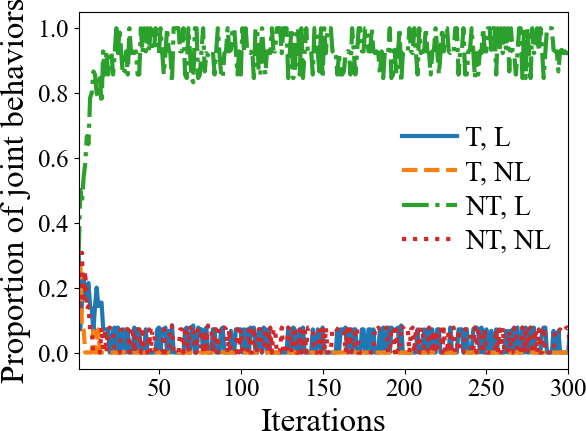 Proportion of joint behaviors
1.0
0.8
0.6
0.4
0.2
0.0
T, L
T, NL
NT, L
NT, NL
50 100 150 200 250 300
Iterations